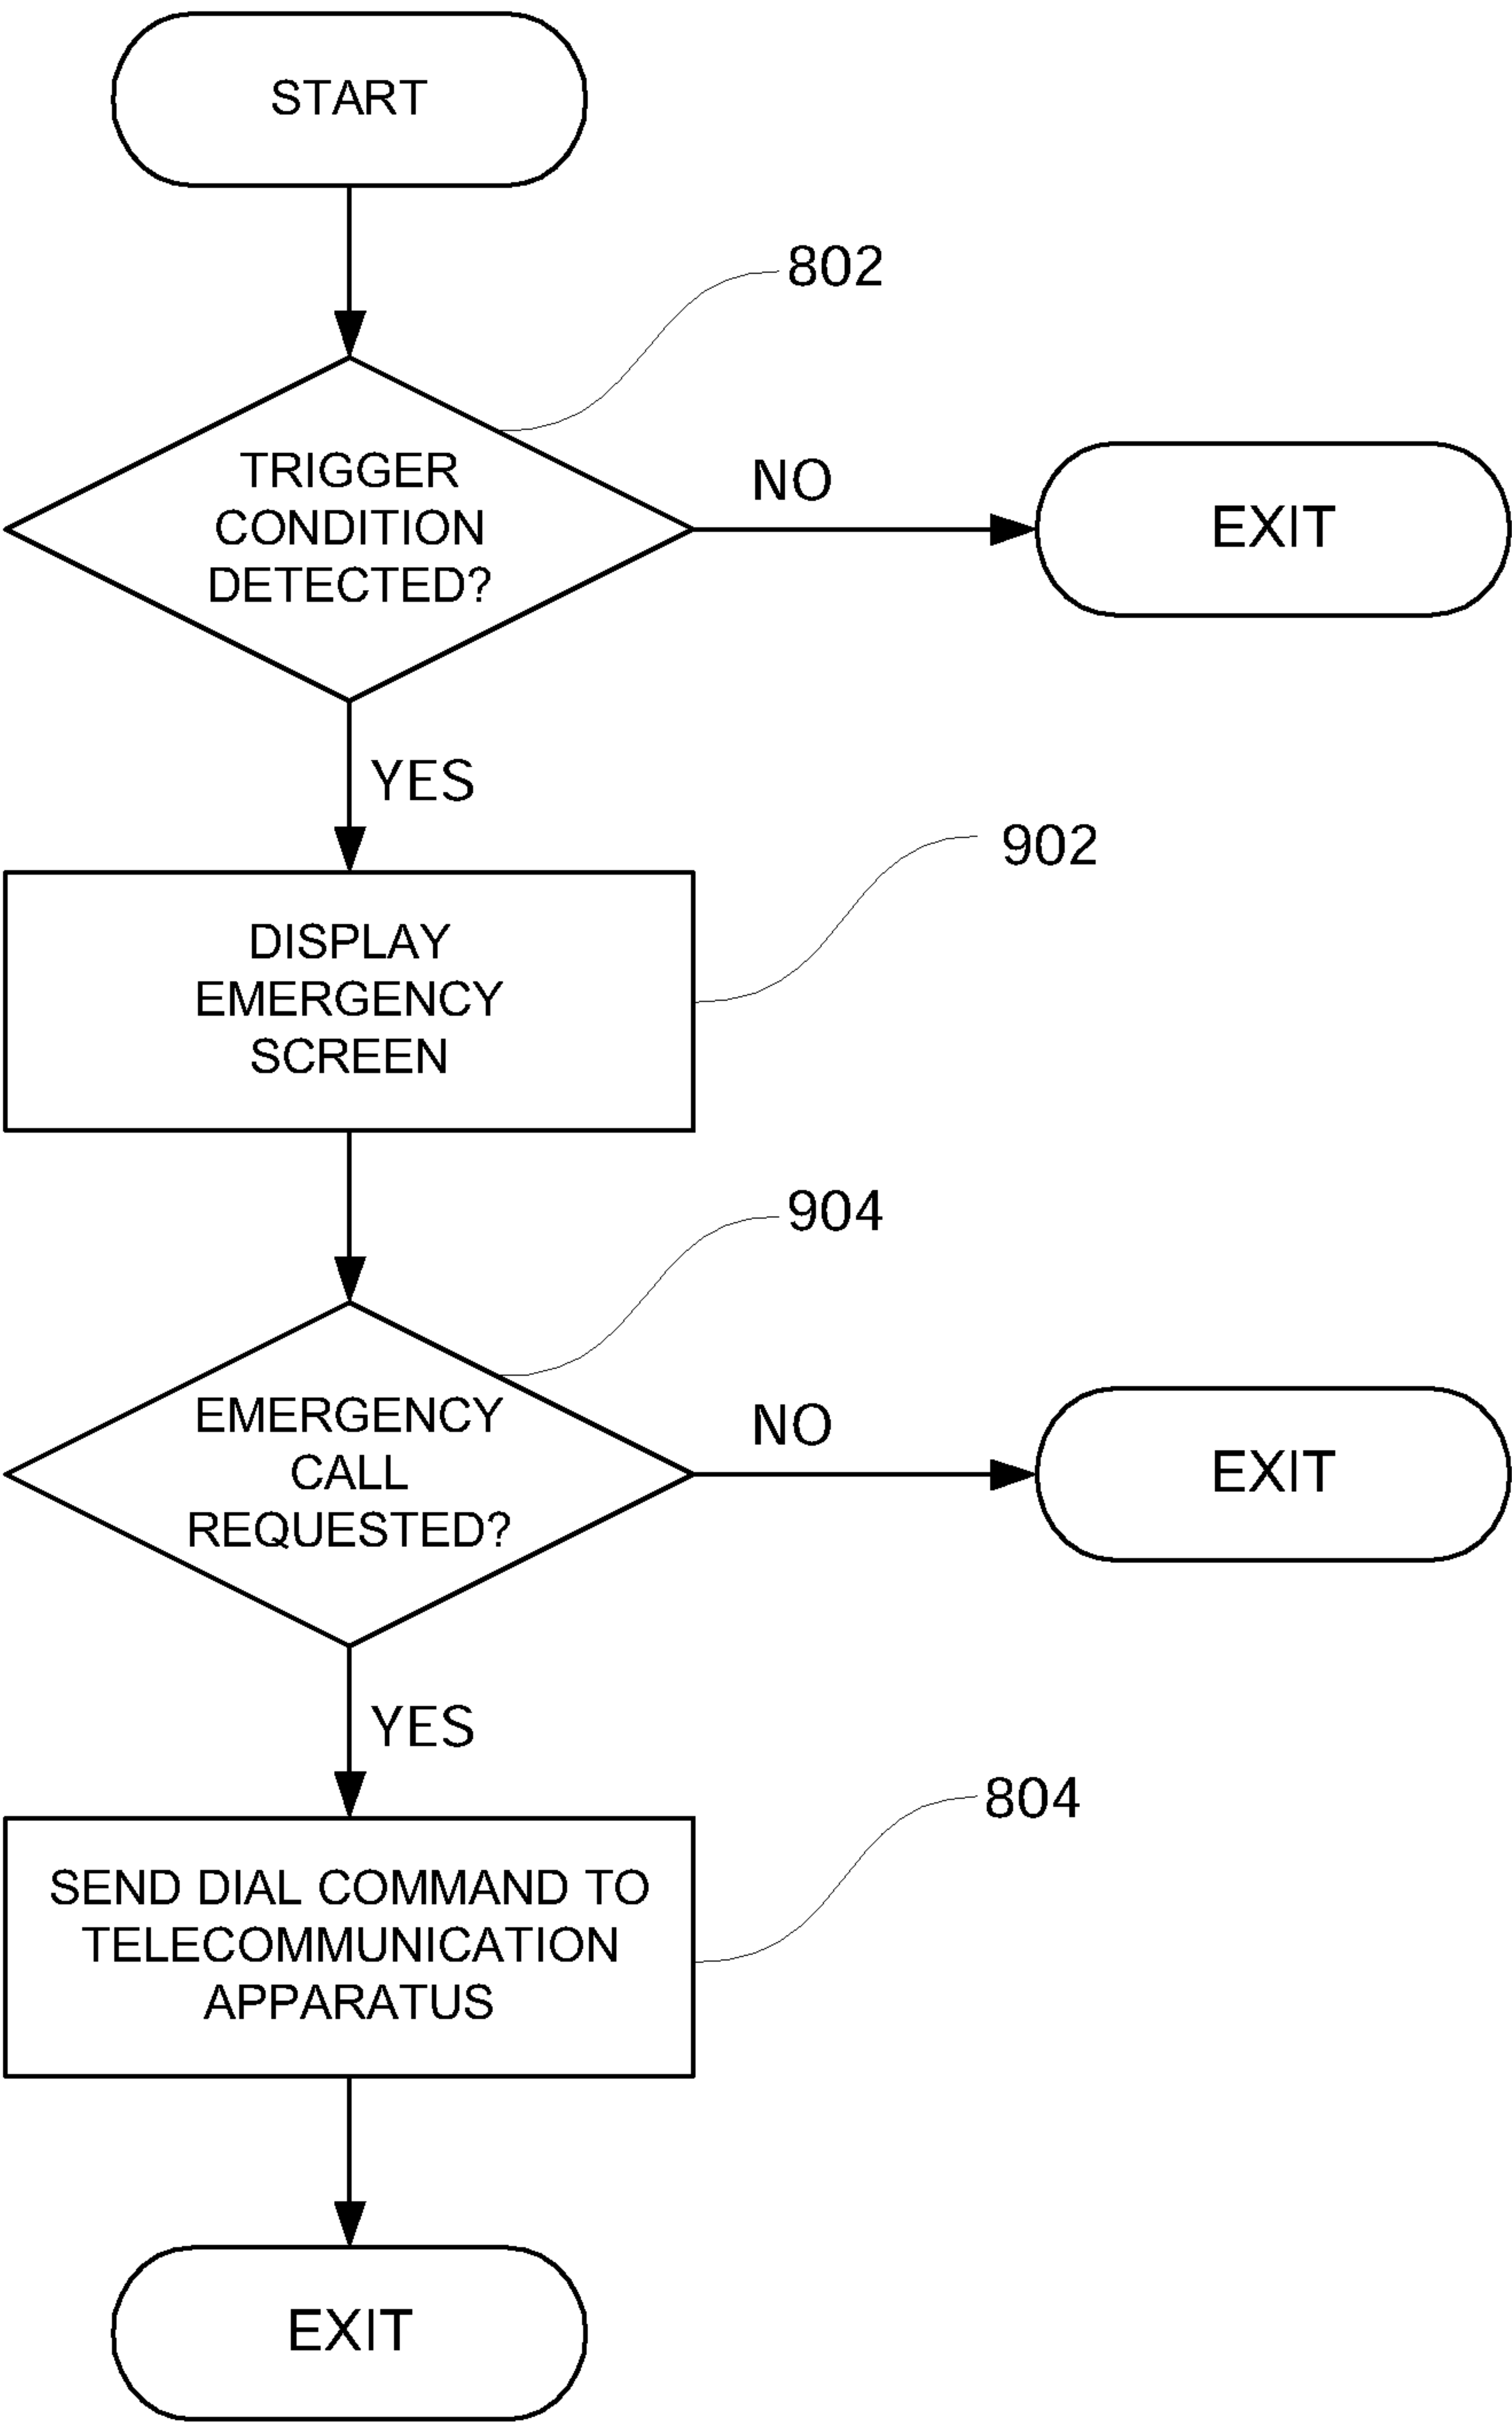 START
802
TRIGGER
CONDITION
DETECTED?
NO
EXIT
YES
902
DISPLAY
EMERGENCY
SCREEN
904
EMERGENCY
CALL
REQUESTED?
NO
EXIT
YES
804
SEND DIAL COMMAND TO
TELECOMMUNICATION
APPARATUS
EXIT